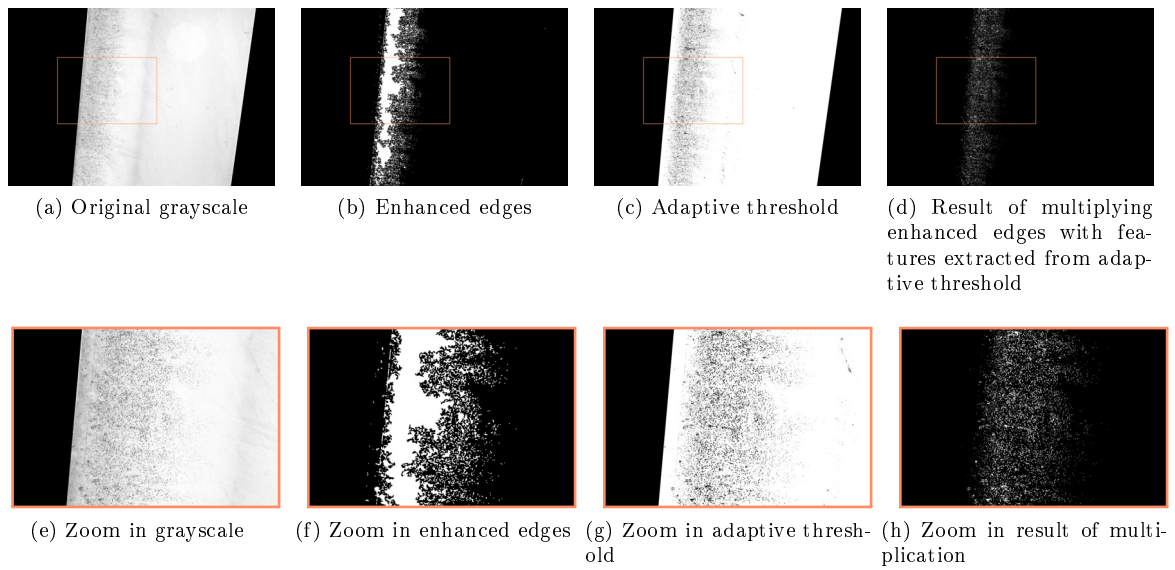 (a) Original grayscale
(b) Enhanced edges
(c) Adaptive threshold
(d) Result of multiplying
enhanced edges with fea-
tures extracted from adap-
tive threshold
(e) Zoom in grayscale
(f) Zoom in enhanced edges
(g) Zoom in adaptive thresh-
old
(h) Zoom in result of multi-
plication